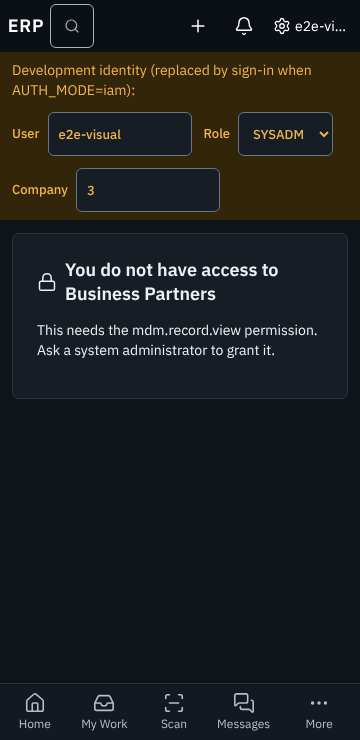 ERP
e2e-vi...
Development identity (replaced by sign-in when
AUTH_MODE=iam):
User e2e-visual Role SYSADM
Company 3
You do not have access to
Business Partners
This needs the mdm.record.view permission.
Ask a system administrator to grant it.
Home My Work Scan Messages More